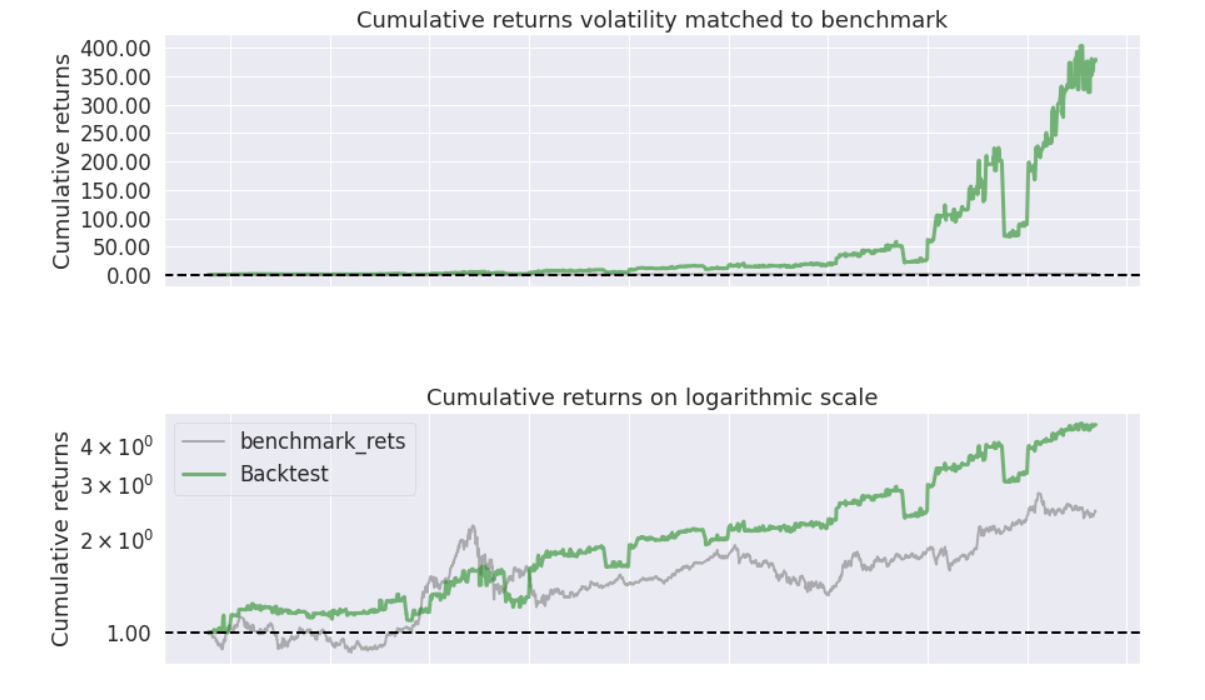 Cumulative returns volatility matched to benchmark
Cumulative returns
400.00
350.00
300.00
250.00
200.00
150.00
100.00
50.00
0.00
Cumulative returns on logarithmic scale
Cumulative returns
4 × 10⁰
3 × 10⁰
2 × 10⁰
1.00
benchmark_rets
Backtest